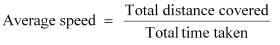 Average speed = Total distance covered / Total time taken